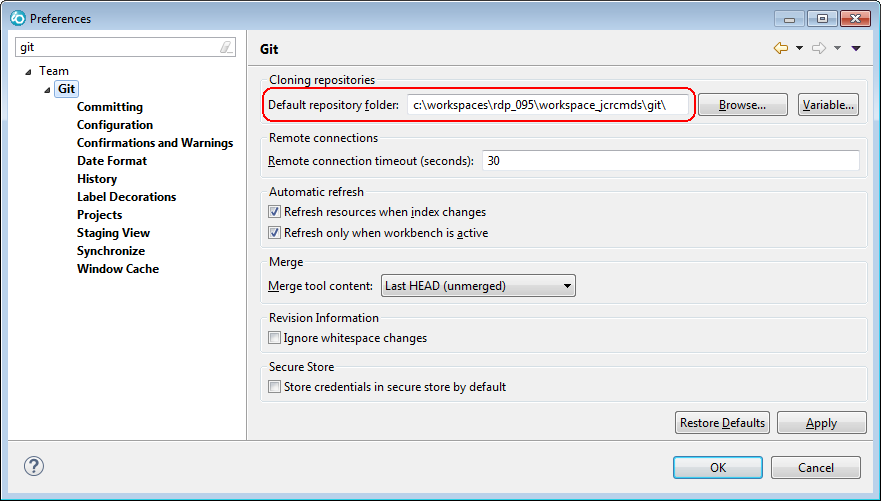 Preferences
git
Team
Git
Committing
Configuration
Confirmations and Warnings
Date Format
History
Label Decorations
Projects
Staging View
Synchronize
Window Cache
Git
Cloning repositories
Default repository folder: c:\workspaces\rdp_095\workspace_jcrcmds\git\ Browse... Variable...
Remote connections
Remote connection timeout (seconds): 30
Automatic refresh
Refresh resources when index changes
Refresh only when workbench is active
Merge
Merge tool content: Last HEAD (unmerged)
Revision Information
Ignore whitespace changes
Secure Store
Store credentials in secure store by default
Restore Defaults Apply
? OK Cancel